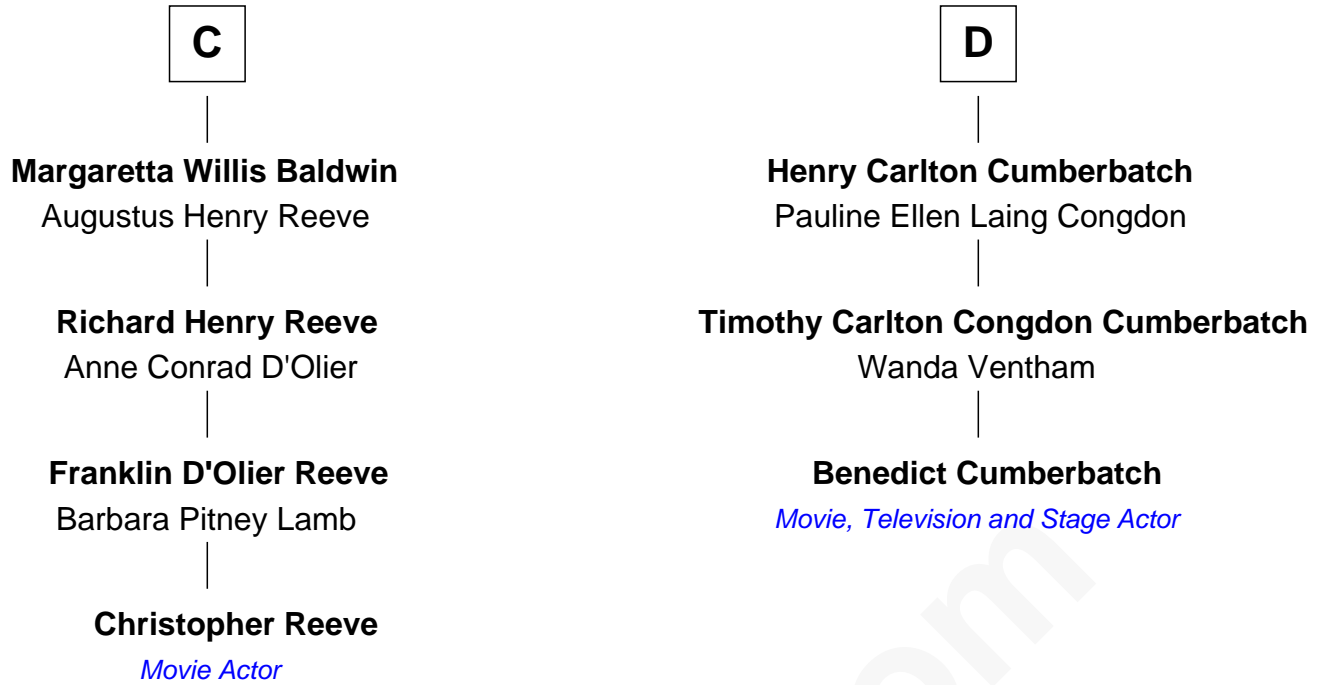 C
Margaretta Willis Baldwin
Augustus Henry Reeve
Richard Henry Reeve
Anne Conrad D'Olier
Franklin D'Olier Reeve
Barbara Pitney Lamb
Christopher Reeve
Movie Actor
D
Henry Carlton Cumberbatch
Pauline Ellen Laing Congdon
Timothy Carlton Congdon Cumberbatch
Wanda Ventham
Benedict Cumberbatch
Movie, Television and Stage Actor
om